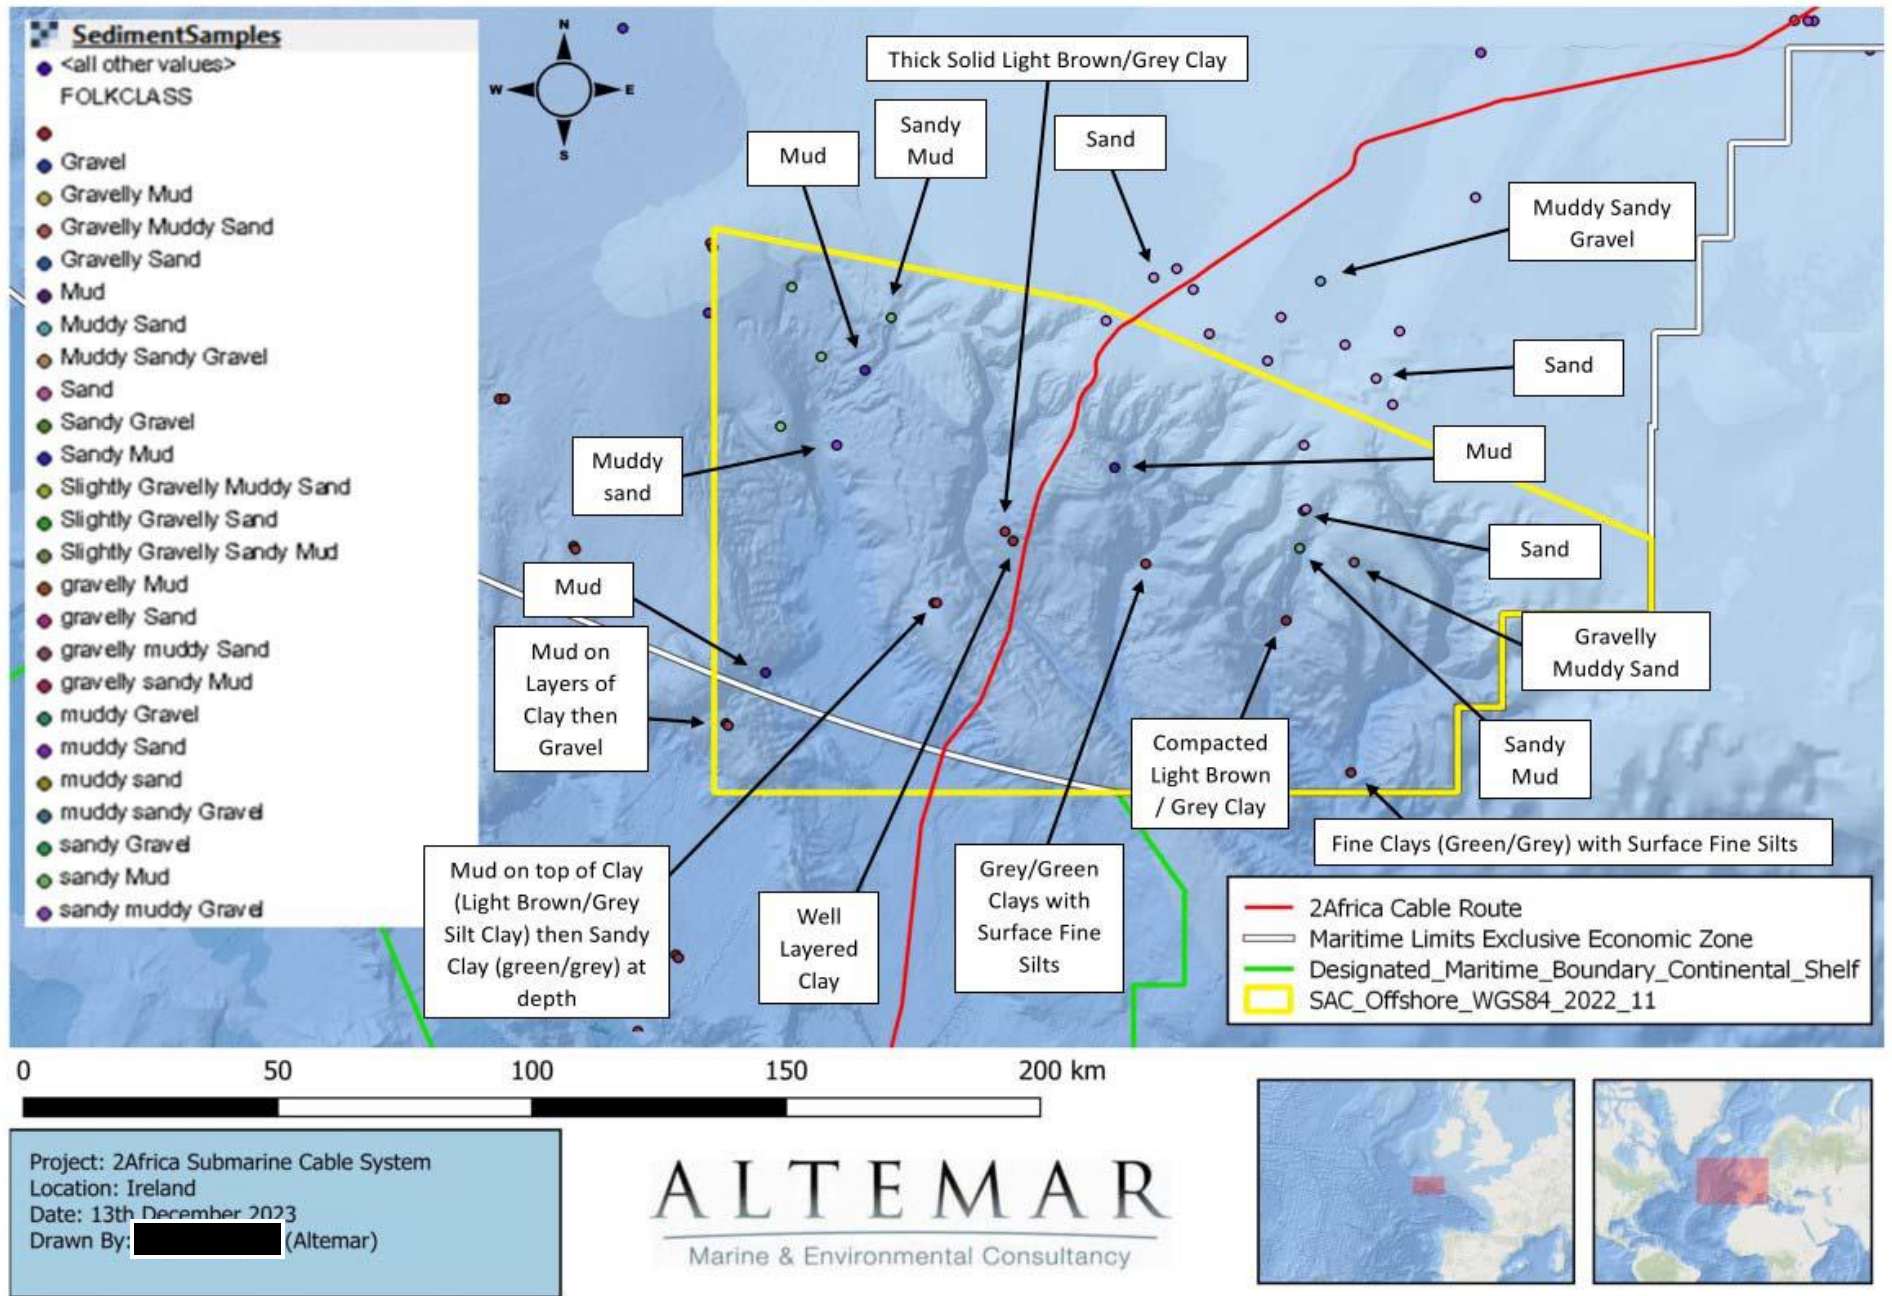 SedimentSamples
<all other values>
FOLKCLASS
Gravel
Gravelly Mud
Gravelly Muddy Sand
Gravelly Sand
Mud
Muddy Sand
Muddy Sandy Gravel
Sand
Sandy Gravel
Sandy Mud
Slightly Gravelly Muddy Sand
Slightly Gravelly Sand
Slightly Gravelly Sandy Mud
gravelly Mud
gravelly Sand
gravelly muddy Sand
gravelly sandy Mud
muddy Gravel
muddy Sand
muddy sand
muddy sandy Gravel
sandy Gravel
sandy Mud
sandy muddy Gravel
N
W
E
S
Thick Solid Light Brown/Grey Clay
Mud
Sandy
Mud
Sand
Muddy Sandy
Gravel
Sand
Mud
Muddy
sand
Sand
Mud
Gravelly
Muddy Sand
Mud on
Layers of
Clay then
Gravel
Compacted
Light Brown
/ Grey Clay
Sandy
Mud
Fine Clays (Green/Grey) with Surface Fine Silts
Mud on top of Clay
(Light Brown/Grey
Silt Clay) then Sandy
Clay (green/grey) at
depth
Well
Layered
Clay
Grey/Green
Clays with
Surface Fine
Silts
2Africa Cable Route
Maritime Limits Exclusive Economic Zone
Designated_Maritime_Boundary_Continental_Shelf
SAC_Offshore_WGS84_2022_11
0 50 100 150 200 km
Project: 2Africa Submarine Cable System
Location: Ireland
Date: 13th December 2023
Drawn By: (Altemar)
ALTEMAR
Marine & Environmental Consultancy